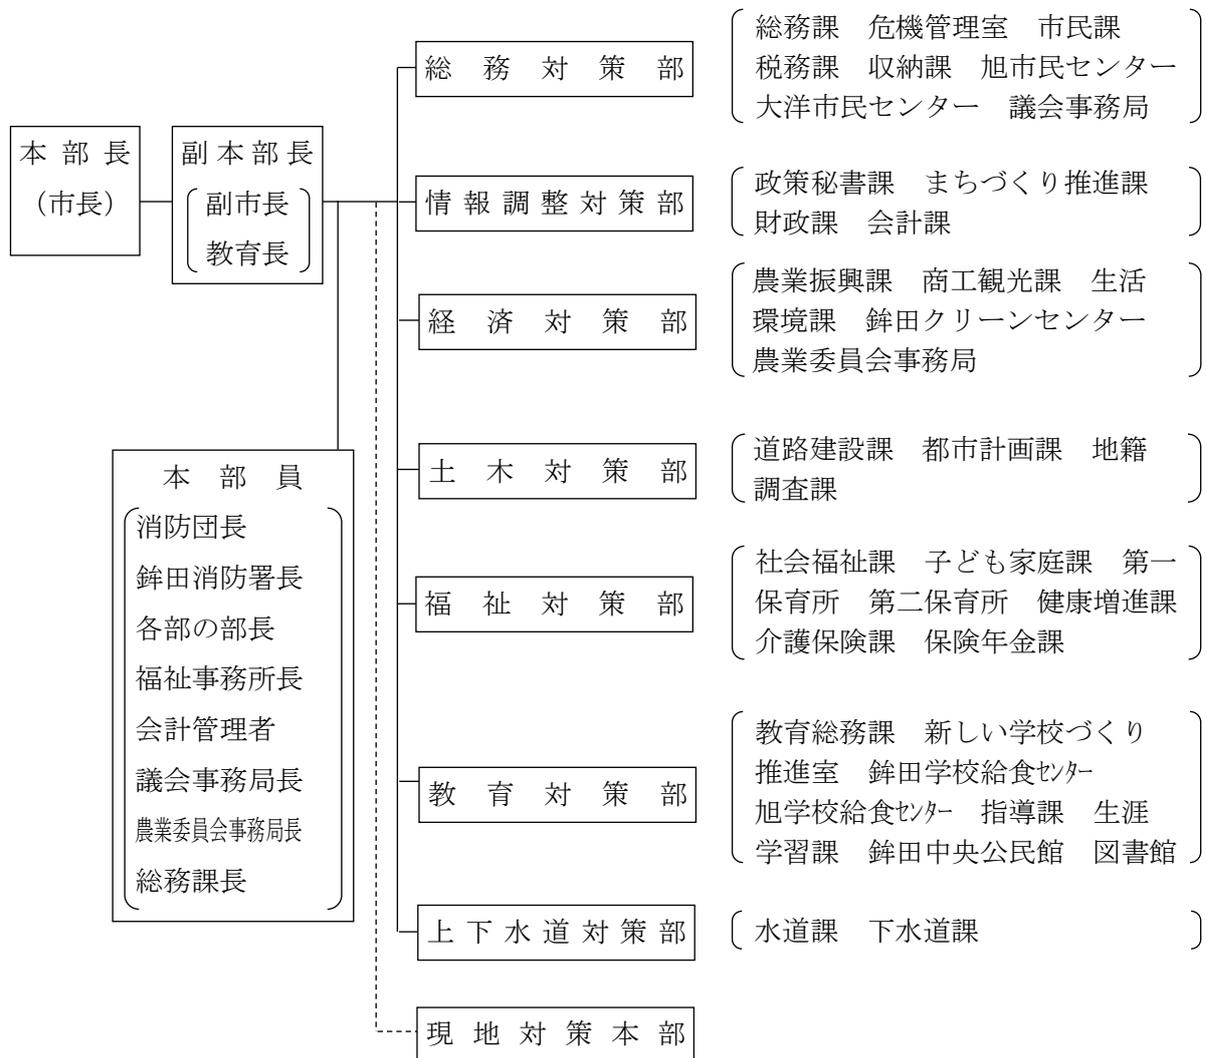 本部長
（市長）
副本部長
副市長
教育長
本部員
消防団長
鉾田消防署長
各部の部長
福祉事務所長
会計管理者
議会事務局長
農業委員会事務局長
総務課長
総務対策部
総務課　危機管理室　市民課
税務課　収納課　旭市民センター
大洋市民センター　議会事務局
情報調整対策部
政策秘書課　まちづくり推進課
財政課　会計課
経済対策部
農業振興課　商工観光課　生活
環境課　鉾田クリーンセンター
農業委員会事務局
土木対策部
道路建設課　都市計画課　地籍
調査課
福祉対策部
社会福祉課　子ども家庭課　第一
保育所　第二保育所　健康増進課
介護保険課　保険年金課
教育対策部
教育総務課　新しい学校づくり
推進室　鉾田学校給食ｾﾝﾀｰ
旭学校給食ｾﾝﾀｰ　指導課　生涯
学習課　鉾田中央公民館　図書館
上下水道対策部
水道課　下水道課
現地対策本部